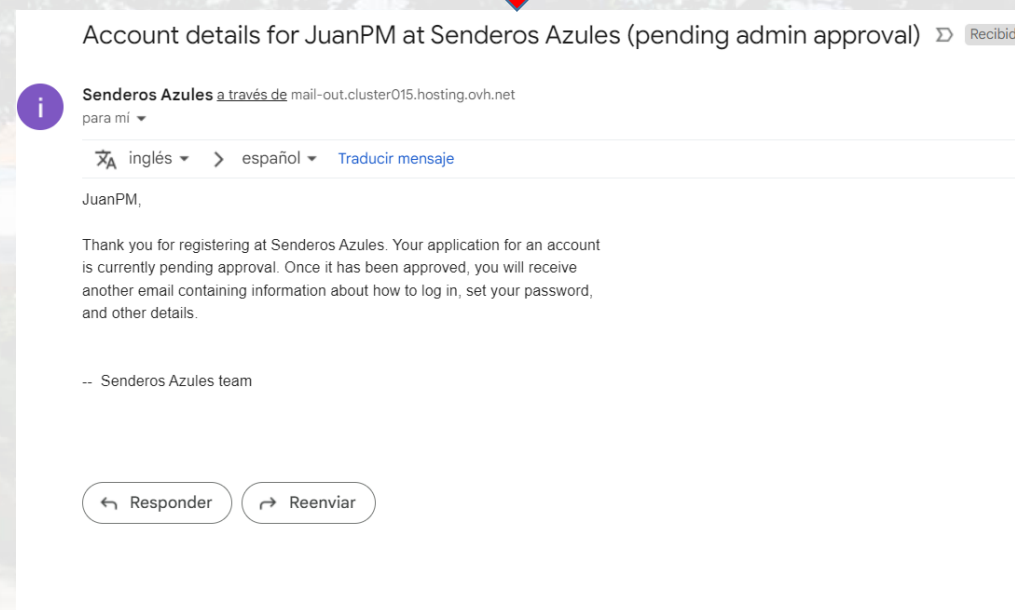 Account details for JuanPM at Senderos Azules (pending admin approval)
Senderos Azules a través de mail-out.cluster015.hosting.ovh.net
para mí
inglés español Traducir mensaje
JuanPM,
Thank you for registering at Senderos Azules. Your application for an account
is currently pending approval. Once it has been approved, you will receive
another email containing information about how to log in, set your password,
and other details.
-- Senderos Azules team
Responder Reenviar